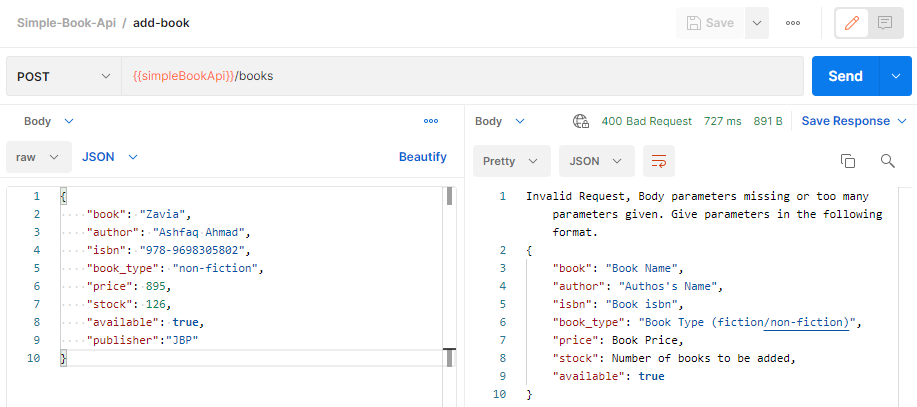 Simple-Book-Api / add-book
Save
POST {{simpleBookApi}}/books Send
Body
raw JSON Beautify
1 {
2 "book": "Zavia",
3 "author": "Ashfaq Ahmad",
4 "isbn": "978-9698305802",
5 "book_type": "non-fiction",
6 "price": 895,
7 "stock": 126,
8 "available": true,
9 "publisher":"JBP"
10 }
Body 400 Bad Request 727 ms 891 B Save Response
Pretty JSON
1 Invalid Request, Body parameters missing or too many
parameters given. Give parameters in the following
format.
2 {
3 "book": "Book Name",
4 "author": "Authos's Name",
5 "isbn": "Book isbn",
6 "book_type": "Book Type (fiction/non-fiction)",
7 "price": Book Price,
8 "stock": Number of books to be added,
9 "available": true
10 }